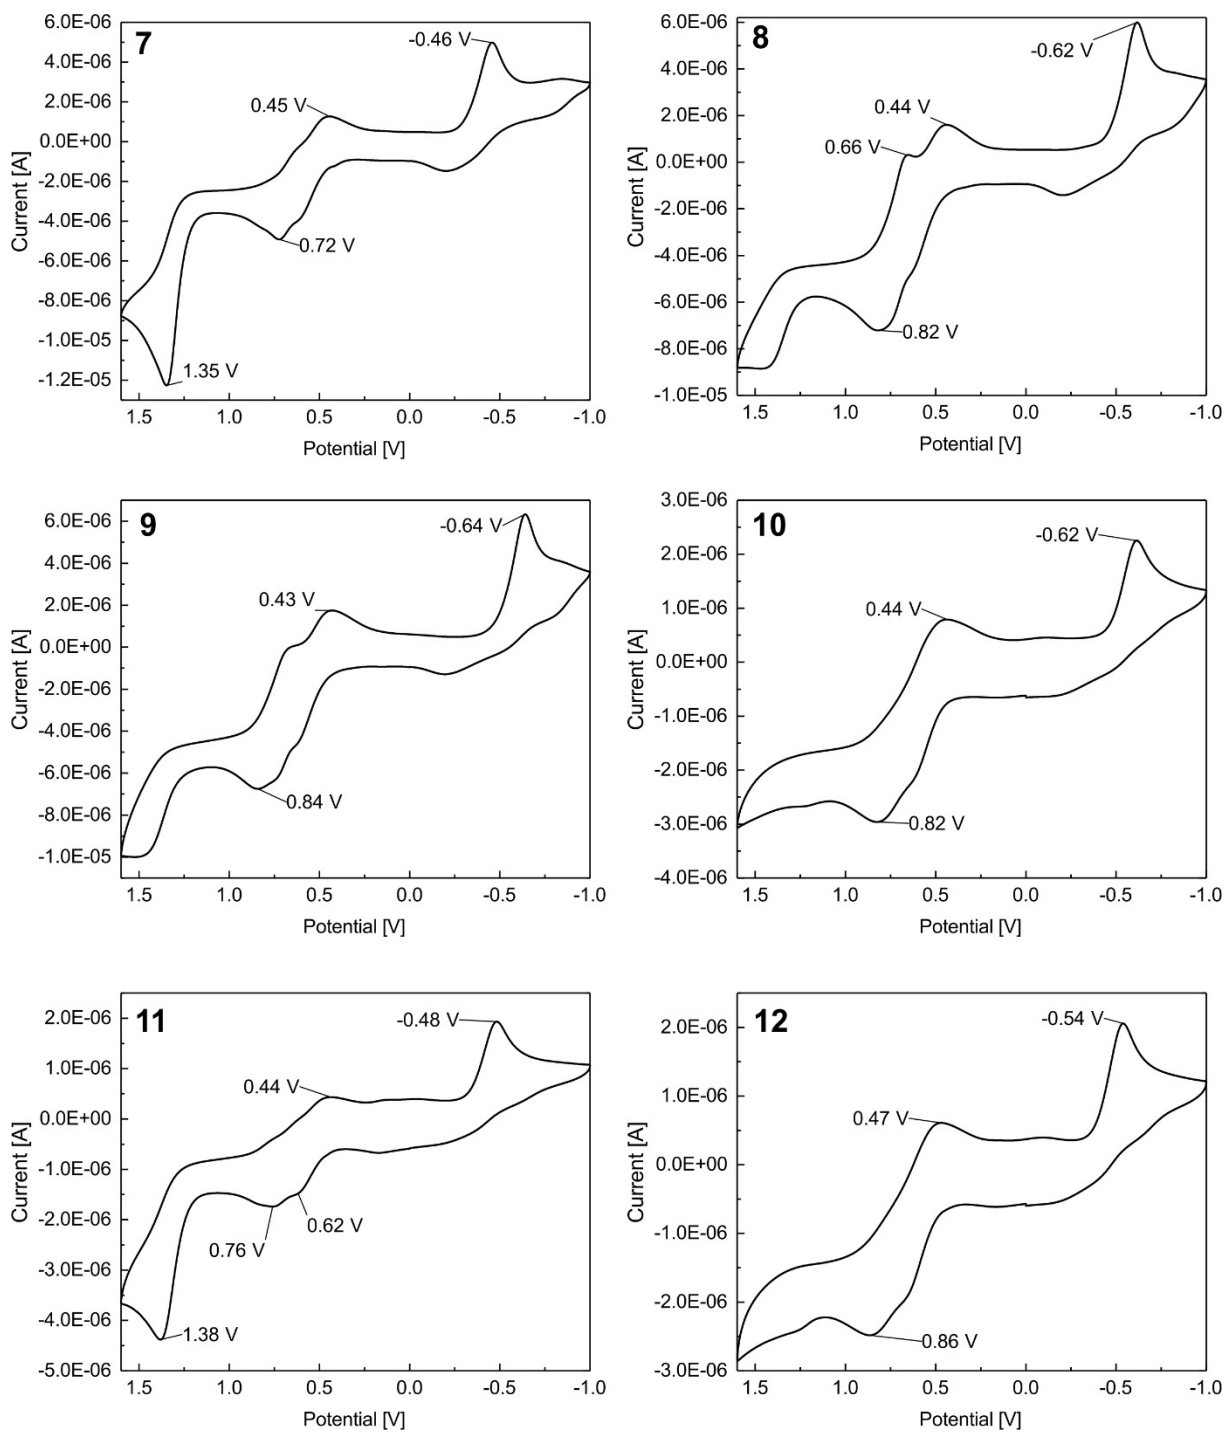 7
6.0E-06
4.0E-06
2.0E-06
0.0E+00
-2.0E-06
-4.0E-06
-6.0E-06
-8.0E-06
-1.0E-05
-1.2E-05
Current [A]
-0.46 V
0.45 V
0.72 V
1.35 V
1.5 1.0 0.5 0.0 -0.5 -1.0
Potential [V]
8
6.0E-06
4.0E-06
2.0E-06
0.0E+00
-2.0E-06
-4.0E-06
-6.0E-06
-8.0E-06
-1.0E-05
Current [A]
-0.62 V
0.44 V
0.66 V
0.82 V
1.5 1.0 0.5 0.0 -0.5 -1.0
Potential [V]
9
6.0E-06
4.0E-06
2.0E-06
0.0E+00
-2.0E-06
-4.0E-06
-6.0E-06
-8.0E-06
-1.0E-05
Current [A]
-0.64 V
0.43 V
0.84 V
1.5 1.0 0.5 0.0 -0.5 -1.0
Potential [V]
10
3.0E-06
2.0E-06
1.0E-06
0.0E+00
-1.0E-06
-2.0E-06
-3.0E-06
-4.0E-06
Current [A]
-0.62 V
0.44 V
0.82 V
1.5 1.0 0.5 0.0 -0.5 -1.0
Potential [V]
11
2.0E-06
1.0E-06
0.0E+00
-1.0E-06
-2.0E-06
-3.0E-06
-4.0E-06
-5.0E-06
Current [A]
-0.48 V
0.44 V
0.62 V
0.76 V
1.38 V
1.5 1.0 0.5 0.0 -0.5 -1.0
Potential [V]
12
2.0E-06
1.0E-06
0.0E+00
-1.0E-06
-2.0E-06
-3.0E-06
Current [A]
-0.54 V
0.47 V
0.86 V
1.5 1.0 0.5 0.0 -0.5 -1.0
Potential [V]